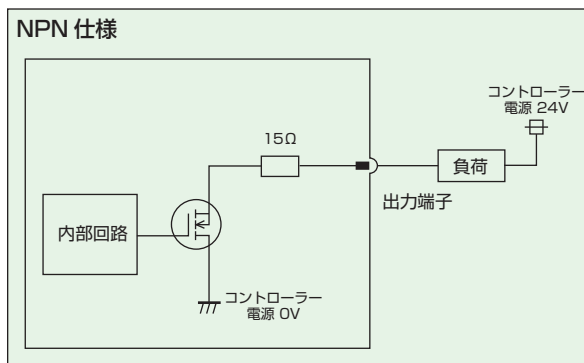 NPN 仕様
コントローラー
電源 24V
15Ω
負荷
出力端子
内部回路
コントローラー
電源 0V